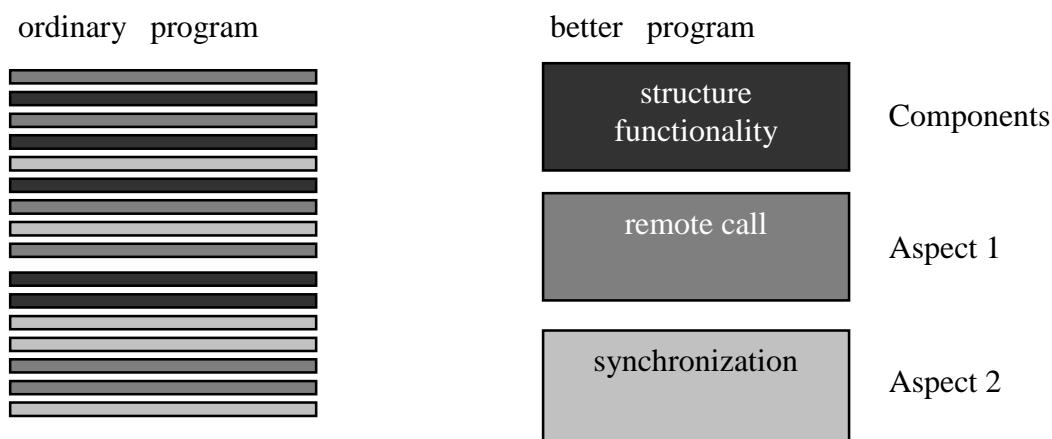 ordinary program
better program
structure
functionality
Components
remote call
Aspect 1
synchronization
Aspect 2